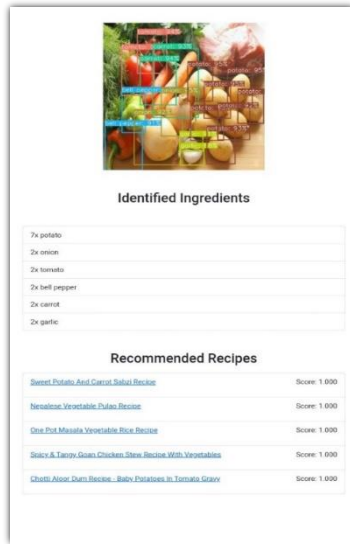 Identified Ingredients
7x potato
2x onion
2x tomato
2x bell pepper
2x carrot
2x garlic
Recommended Recipes
Sweet Potato And Carrot Sabzi Recipe Score: 1.000
Nepalese Vegetable Pulao Recipe Score: 1.000
One Pot Masala Vegetable Rice Recipe Score: 1.000
Spicy & Tangy Goan Chicken Stew Recipe With Vegetables Score: 1.000
Chotti Aloor Dum Recipe - Baby Potatoes In Tomato Gravy Score: 1.000